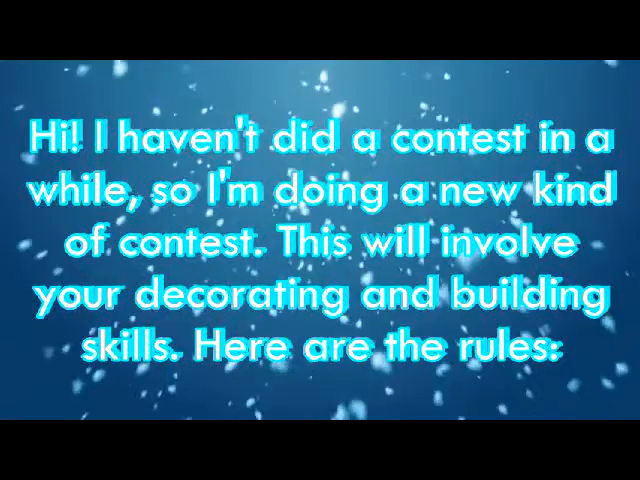 Hi! I haven't did a contest in a
while, so I'm doing a new kind
of contest. This will involve
your decorating and building
skills. Here are the rules: